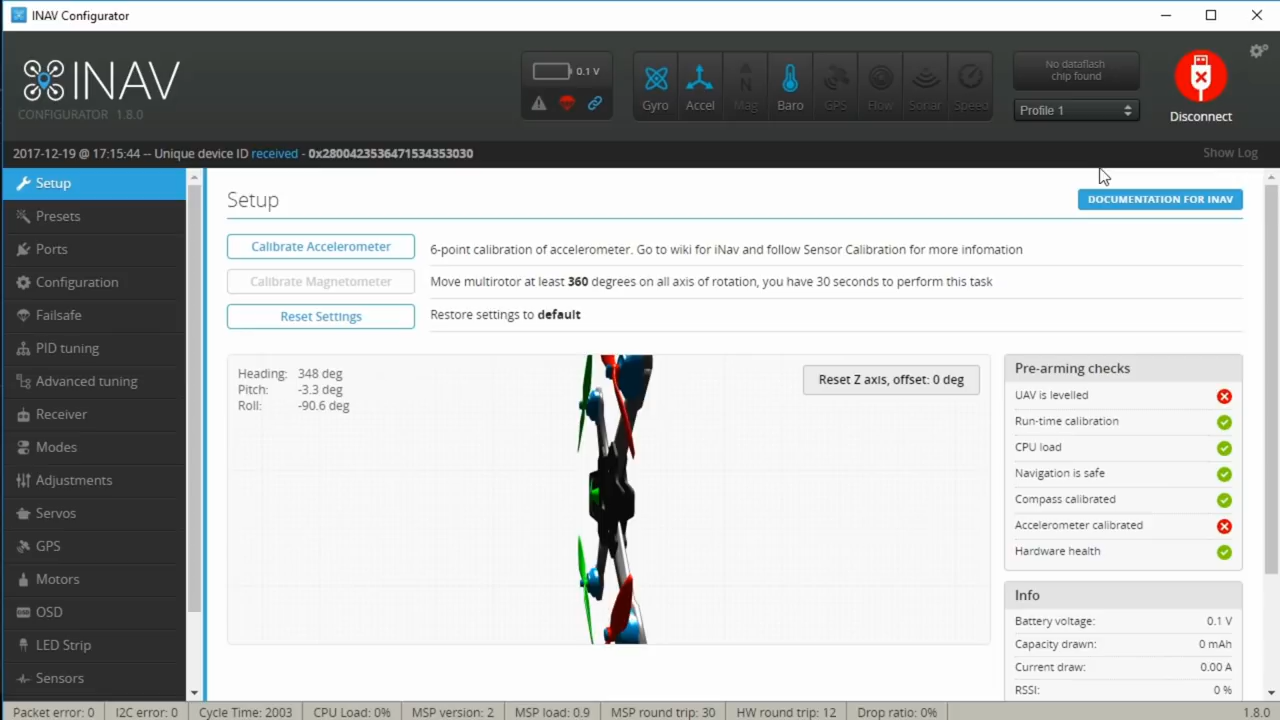 INAV Configurator
INAV
CONFIGURATOR 1.8.0
0.1 V
Gyro Accel Mag Baro GPS Flow Sonar Speed
No dataflash
chip found
Profile 1
Disconnect
2017-12-19 @ 17:15:44 -- Unique device ID received - 0x2800423536471534353030
Show Log
Setup
Presets
Ports
Configuration
Failsafe
PID tuning
Advanced tuning
Receiver
Modes
Adjustments
Servos
GPS
Motors
OSD
LED Strip
Sensors
Setup
DOCUMENTATION FOR INAV
Calibrate Accelerometer
6-point calibration of accelerometer. Go to wiki for iNav and follow Sensor Calibration for more infomation
Calibrate Magnetometer
Move multirotor at least 360 degrees on all axis of rotation, you have 30 seconds to perform this task
Reset Settings
Restore settings to default
Heading: 348 deg
Pitch: -3.3 deg
Roll: -90.6 deg
Reset Z axis, offset: 0 deg
Pre-arming checks
UAV is levelled
Run-time calibration
CPU load
Navigation is safe
Compass calibrated
Accelerometer calibrated
Hardware health
Info
Battery voltage: 0.1 V
Capacity drawn: 0 mAh
Current draw: 0.00 A
RSSI: 0 %
Packet error: 0 I2C error: 0 Cycle Time: 2003 CPU Load: 0% MSP version: 2 MSP load: 0.9 MSP round trip: 30 HW round trip: 12 Drop ratio: 0% 1.8.0